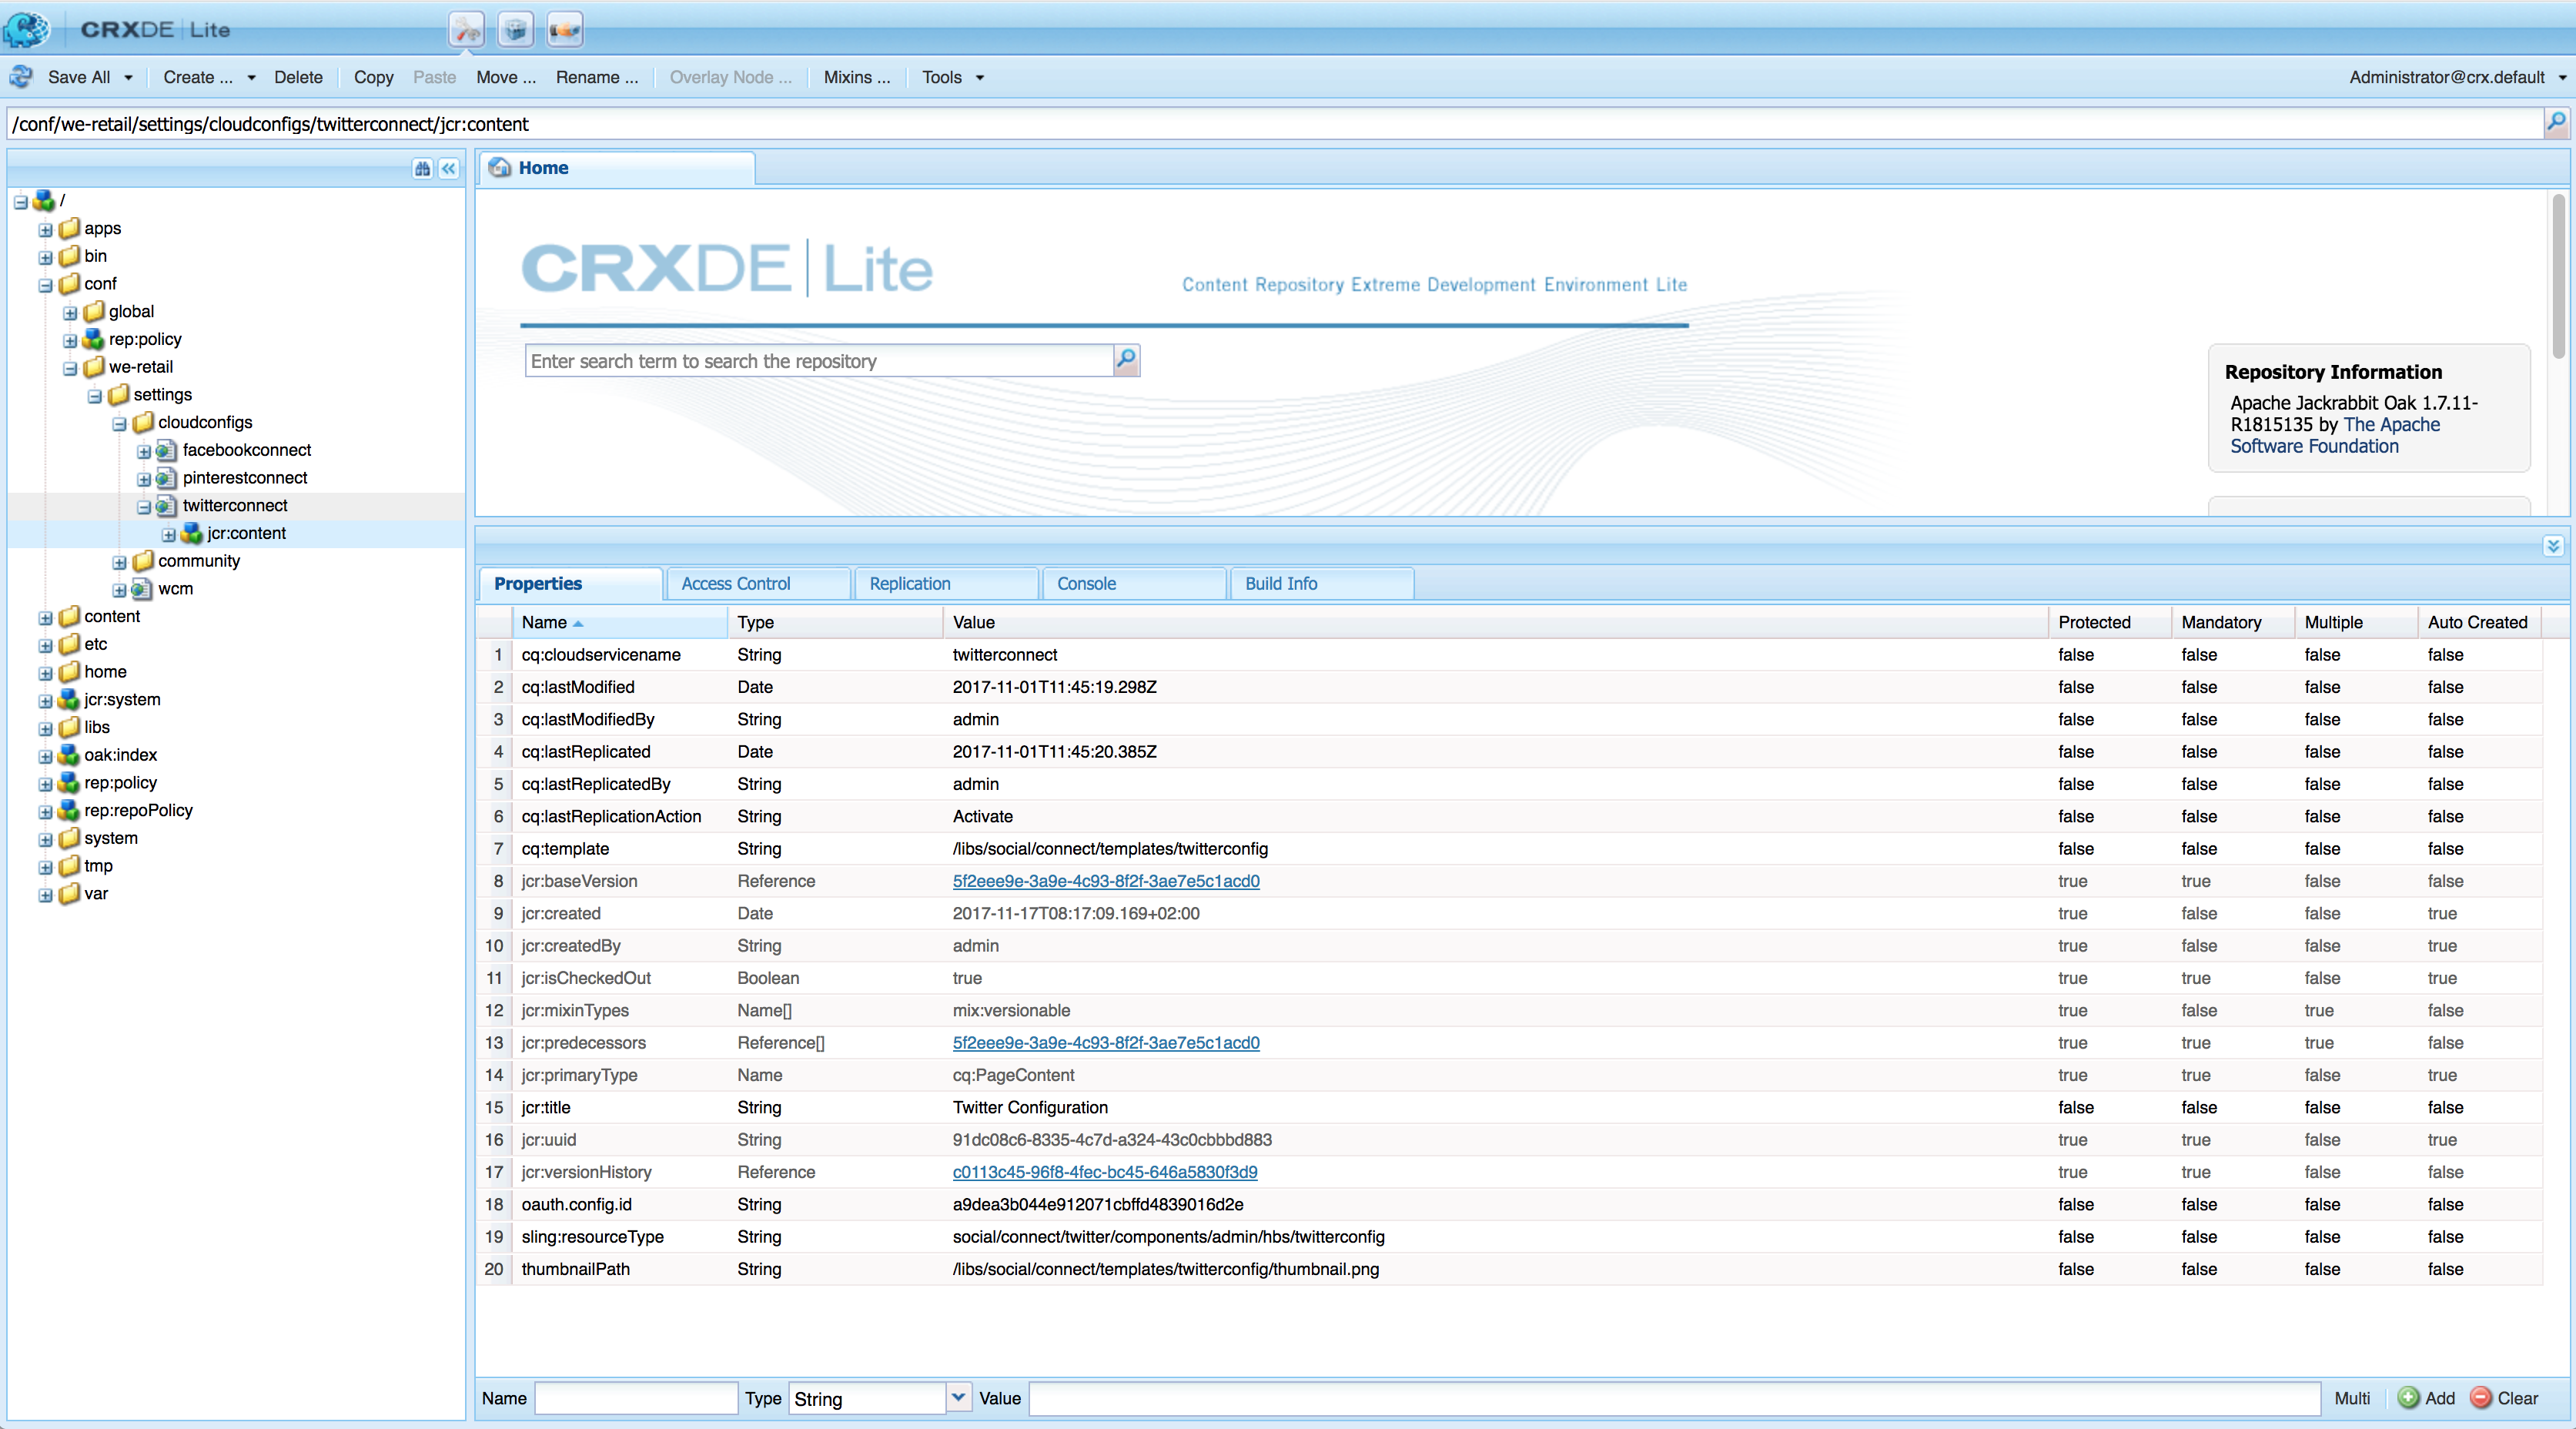 CRXDE | Lite
Save All Create ... Delete Copy Paste Move ... Rename ... Overlay Node ... Mixins ... Tools Administrator@crx.default
/conf/we-retail/settings/cloudconfigs/twitterconnect/jcr:content
/
apps
bin
conf
global
rep:policy
we-retail
settings
cloudconfigs
facebookconnect
pinterestconnect
twitterconnect
jcr:content
community
wcm
content
etc
home
jcr:system
libs
oak:index
rep:policy
rep:repoPolicy
system
tmp
var
Home
CRXDE | Lite
Content Repository Extreme Development Environment Lite
Enter search term to search the repository
Repository Information
Apache Jackrabbit Oak 1.7.11-
R1815135 by The Apache
Software Foundation
Properties Access Control Replication Console Build Info
Name Type Value Protected Mandatory Multiple Auto Created
1 cq:cloudservicename String twitterconnect false false false false
2 cq:lastModified Date 2017-11-01T11:45:19.298Z false false false false
3 cq:lastModifiedBy String admin false false false false
4 cq:lastReplicated Date 2017-11-01T11:45:20.385Z false false false false
5 cq:lastReplicatedBy String admin false false false false
6 cq:lastReplicationAction String Activate false false false false
7 cq:template String /libs/social/connect/templates/twitterconfig false false false false
8 jcr:baseVersion Reference 5f2eee9e-3a9e-4c93-8f2f-3ae7e5c1acd0 true true false false
9 jcr:created Date 2017-11-17T08:17:09.169+02:00 true false false true
10 jcr:createdBy String admin true false false true
11 jcr:isCheckedOut Boolean true true true false true
12 jcr:mixinTypes Name[] mix:versionable true false true false
13 jcr:predecessors Reference[] 5f2eee9e-3a9e-4c93-8f2f-3ae7e5c1acd0 true true true false
14 jcr:primaryType Name cq:PageContent true true false true
15 jcr:title String Twitter Configuration false false false false
16 jcr:uuid String 91dc08c6-8335-4c7d-a324-43c0cbbbd883 true true false true
17 jcr:versionHistory Reference c0113c45-96f8-4fec-bc45-646a5830f3d9 true true false false
18 oauth.config.id String a9dea3b044e912071cbffd4839016d2e false false false false
19 sling:resourceType String social/connect/twitter/components/admin/hbs/twitterconfig false false false false
20 thumbnailPath String /libs/social/connect/templates/twitterconfig/thumbnail.png false false false false
Name Type String Value Multi Add Clear